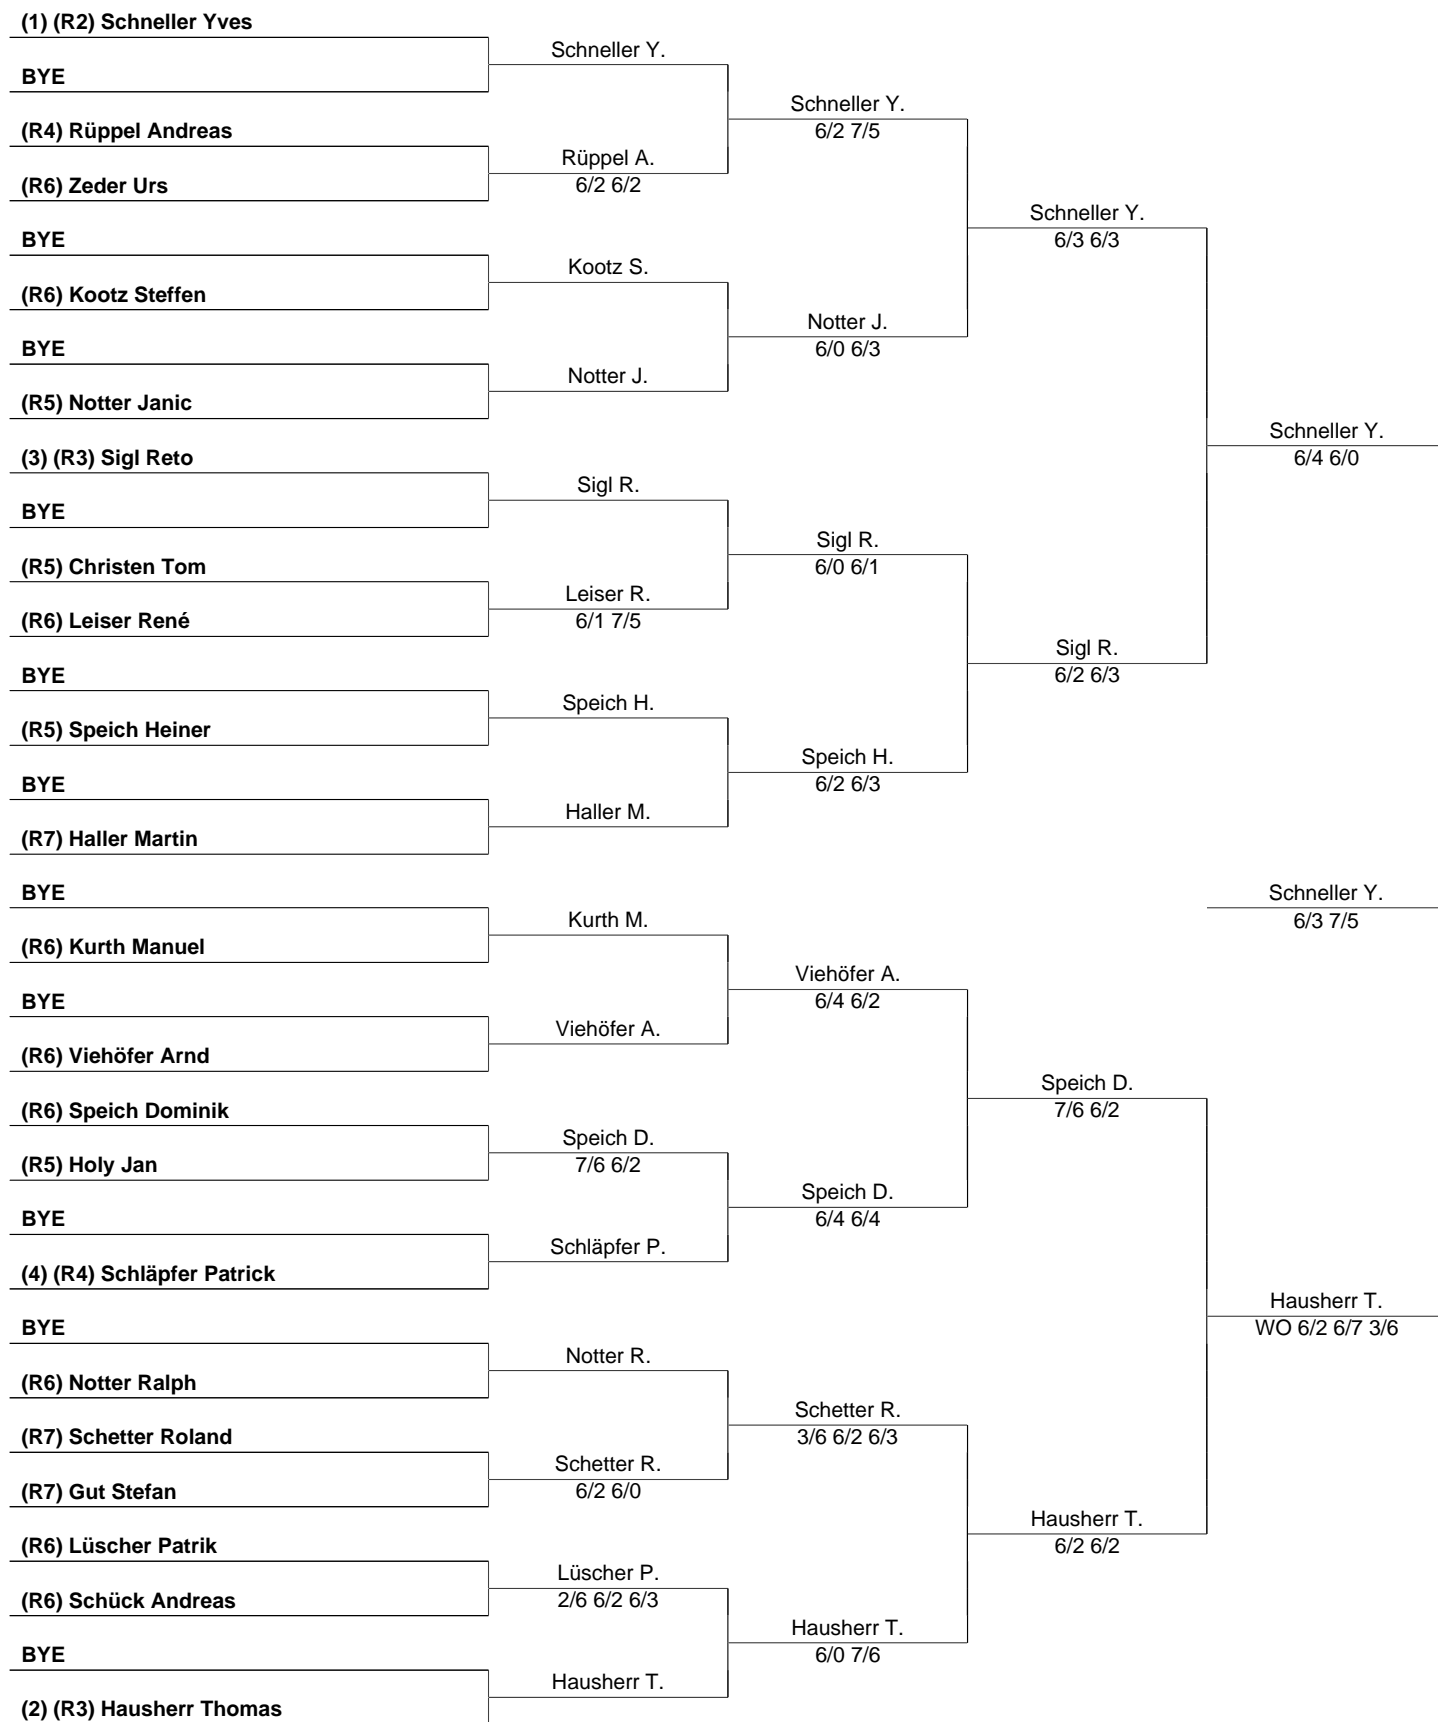 (1) (R2) Schneller Yves
BYE
(R4) Rüppel Andreas
(R6) Zeder Urs
BYE
(R6) Kootz Steffen
BYE
(R5) Notter Janic
(3) (R3) Sigl Reto
BYE
(R5) Christen Tom
(R6) Leiser René
BYE
(R5) Speich Heiner
BYE
(R7) Haller Martin
BYE
(R6) Kurth Manuel
BYE
(R6) Viehöfer Arnd
(R6) Speich Dominik
(R5) Holy Jan
BYE
(4) (R4) Schläpfer Patrick
BYE
(R6) Notter Ralph
(R7) Schetter Roland
(R7) Gut Stefan
(R6) Lüscher Patrik
(R6) Schück Andreas
BYE
(2) (R3) Hausherr Thomas
Schneller Y.
Rüppel A.
6/2 6/2
Kootz S.
Notter J.
Sigl R.
Leiser R.
6/1 7/5
Speich H.
Haller M.
Kurth M.
Viehöfer A.
Speich D.
7/6 6/2
Schläpfer P.
Notter R.
Schetter R.
6/2 6/0
Lüscher P.
2/6 6/2 6/3
Hausherr T.
Schneller Y.
6/2 7/5
Notter J.
6/0 6/3
Sigl R.
6/0 6/1
Speich H.
6/2 6/3
Viehöfer A.
6/4 6/2
Speich D.
6/4 6/4
Schetter R.
3/6 6/2 6/3
Hausherr T.
6/0 7/6
Schneller Y.
6/3 6/3
Sigl R.
6/2 6/3
Speich D.
7/6 6/2
Hausherr T.
6/2 6/2
Schneller Y.
6/4 6/0
Schneller Y.
6/3 7/5
Hausherr T.
WO 6/2 6/7 3/6